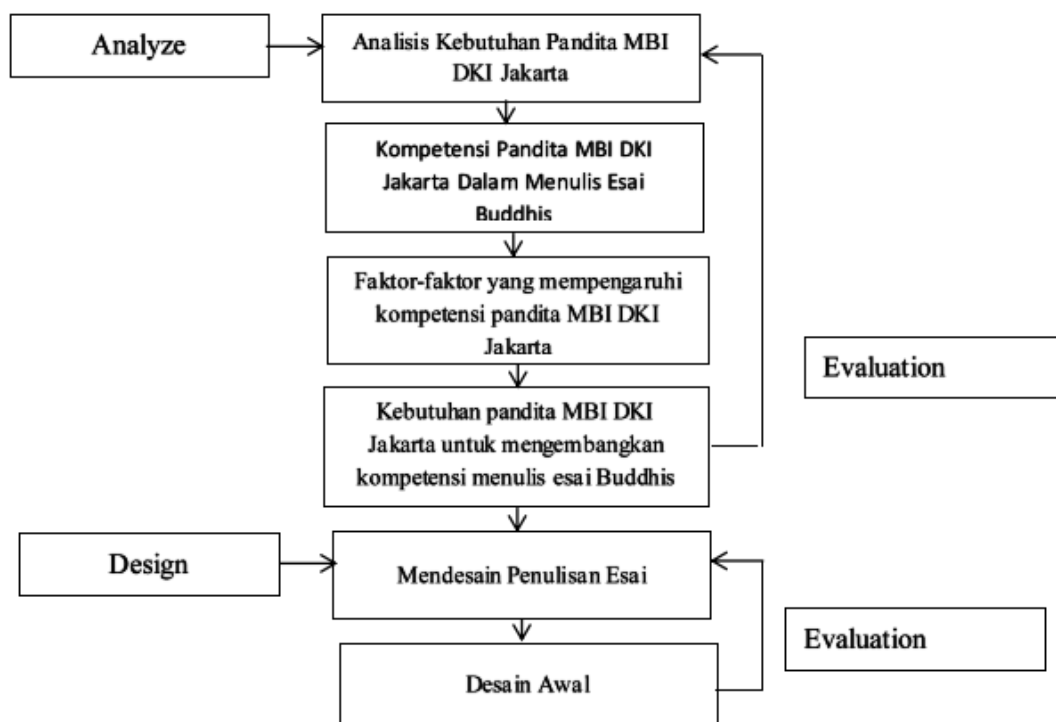 Analyze
Analisis Kebutuhan Pandita MBI
DKI Jakarta
Kompetensi Pandita MBI DKI
Jakarta Dalam Menulis Esai
Buddhis
Faktor-faktor yang mempengaruhi
kompetensi pandita MBI DKI
Jakarta
Evaluation
Kebutuhan pandita MBI DKI
Jakarta untuk mengembangkan
kompetensi menulis esai Buddhis
Design
Mendesain Penulisan Esai
Evaluation
Desain Awal